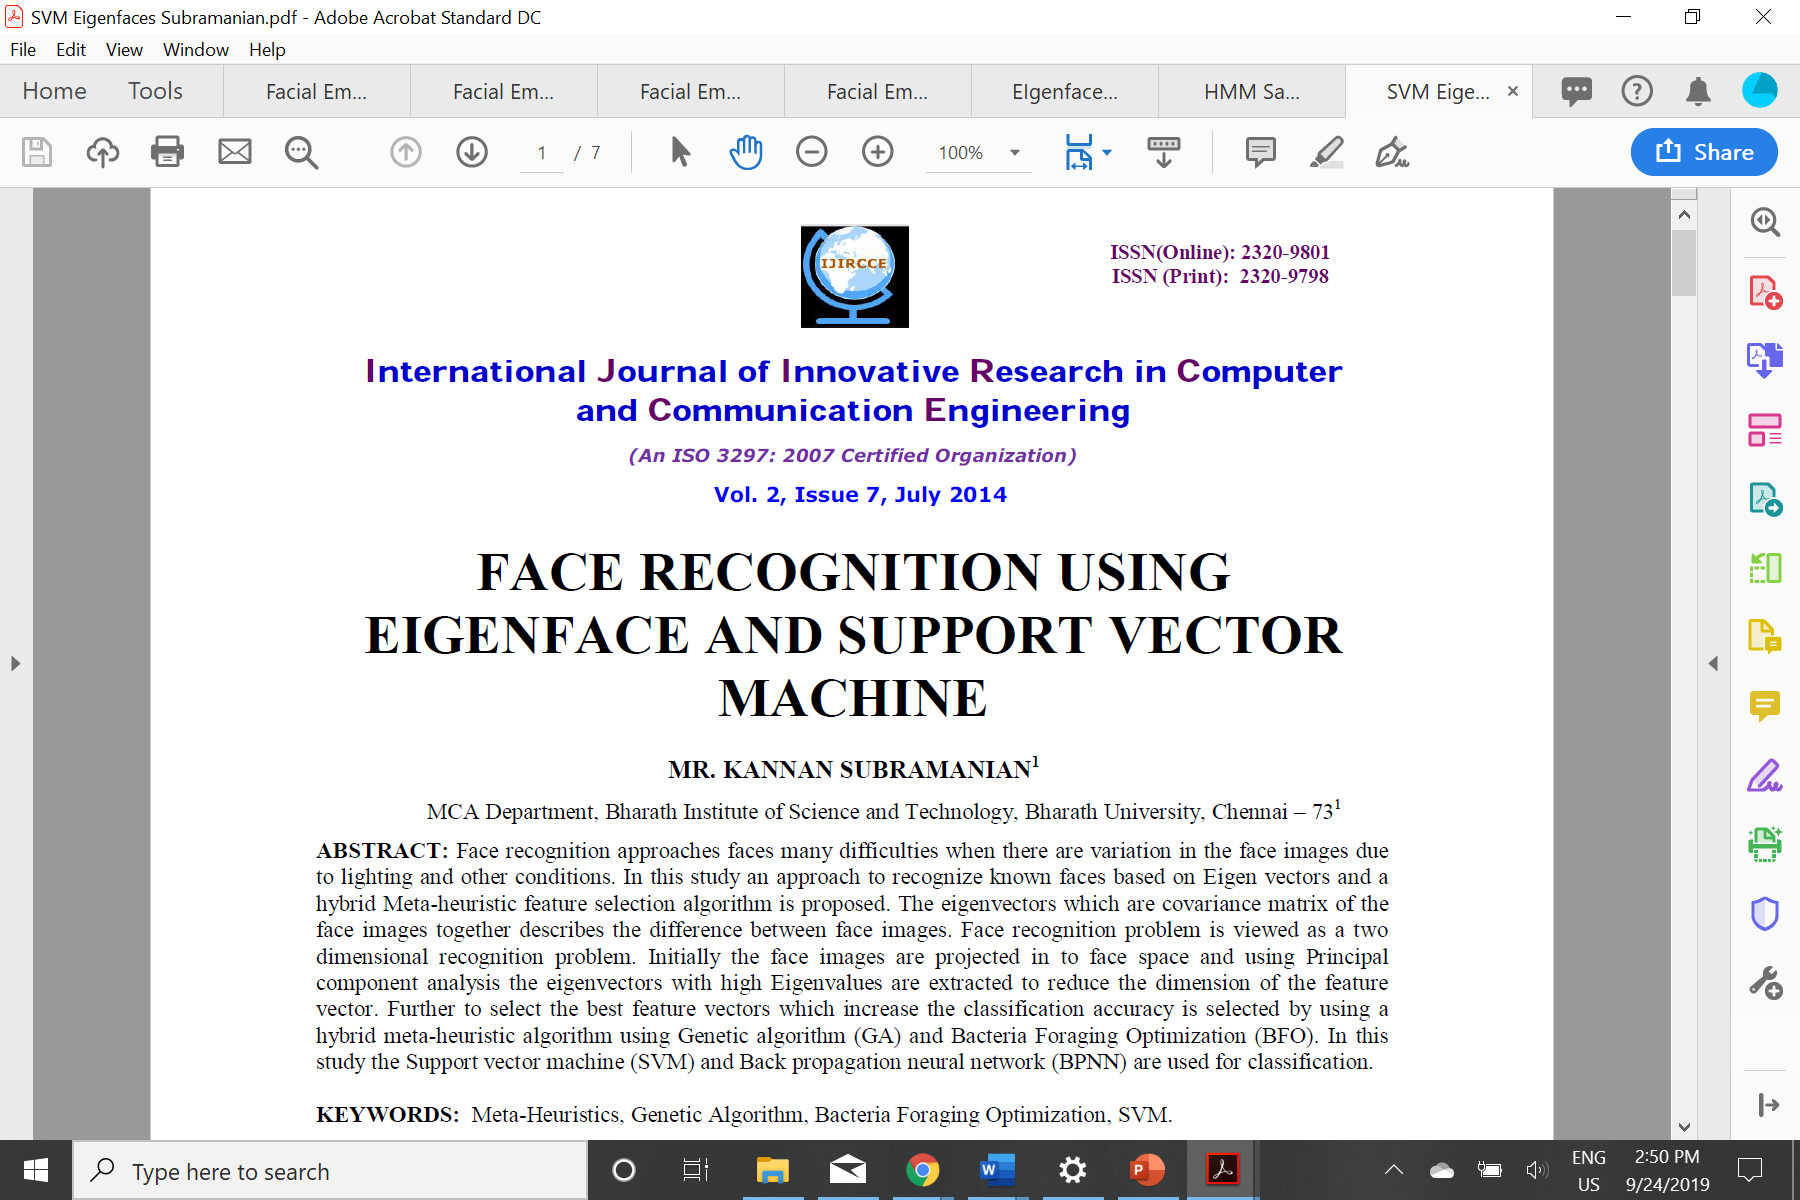 SVM Eigenfaces Subramanian.pdf - Adobe Acrobat Standard DC
File Edit View Window Help
Home Tools Facial Em... Facial Em... Facial Em... Facial Em... EIgenface... HMM Sa... SVM Eige...
1 / 7 100% Share
IJIRCCE
ISSN(Online): 2320-9801
ISSN (Print): 2320-9798
International Journal of Innovative Research in Computer
and Communication Engineering
(An ISO 3297: 2007 Certified Organization)
Vol. 2, Issue 7, July 2014
FACE RECOGNITION USING
EIGENFACE AND SUPPORT VECTOR
MACHINE
MR. KANNAN SUBRAMANIAN¹
MCA Department, Bharath Institute of Science and Technology, Bharath University, Chennai – 73¹
ABSTRACT: Face recognition approaches faces many difficulties when there are variation in the face images due
to lighting and other conditions. In this study an approach to recognize known faces based on Eigen vectors and a
hybrid Meta-heuristic feature selection algorithm is proposed. The eigenvectors which are covariance matrix of the
face images together describes the difference between face images. Face recognition problem is viewed as a two
dimensional recognition problem. Initially the face images are projected in to face space and using Principal
component analysis the eigenvectors with high Eigenvalues are extracted to reduce the dimension of the feature
vector. Further to select the best feature vectors which increase the classification accuracy is selected by using a
hybrid meta-heuristic algorithm using Genetic algorithm (GA) and Bacteria Foraging Optimization (BFO). In this
study the Support vector machine (SVM) and Back propagation neural network (BPNN) are used for classification.
KEYWORDS: Meta-Heuristics, Genetic Algorithm, Bacteria Foraging Optimization, SVM.
Type here to search
ENG
US
2:50 PM
9/24/2019